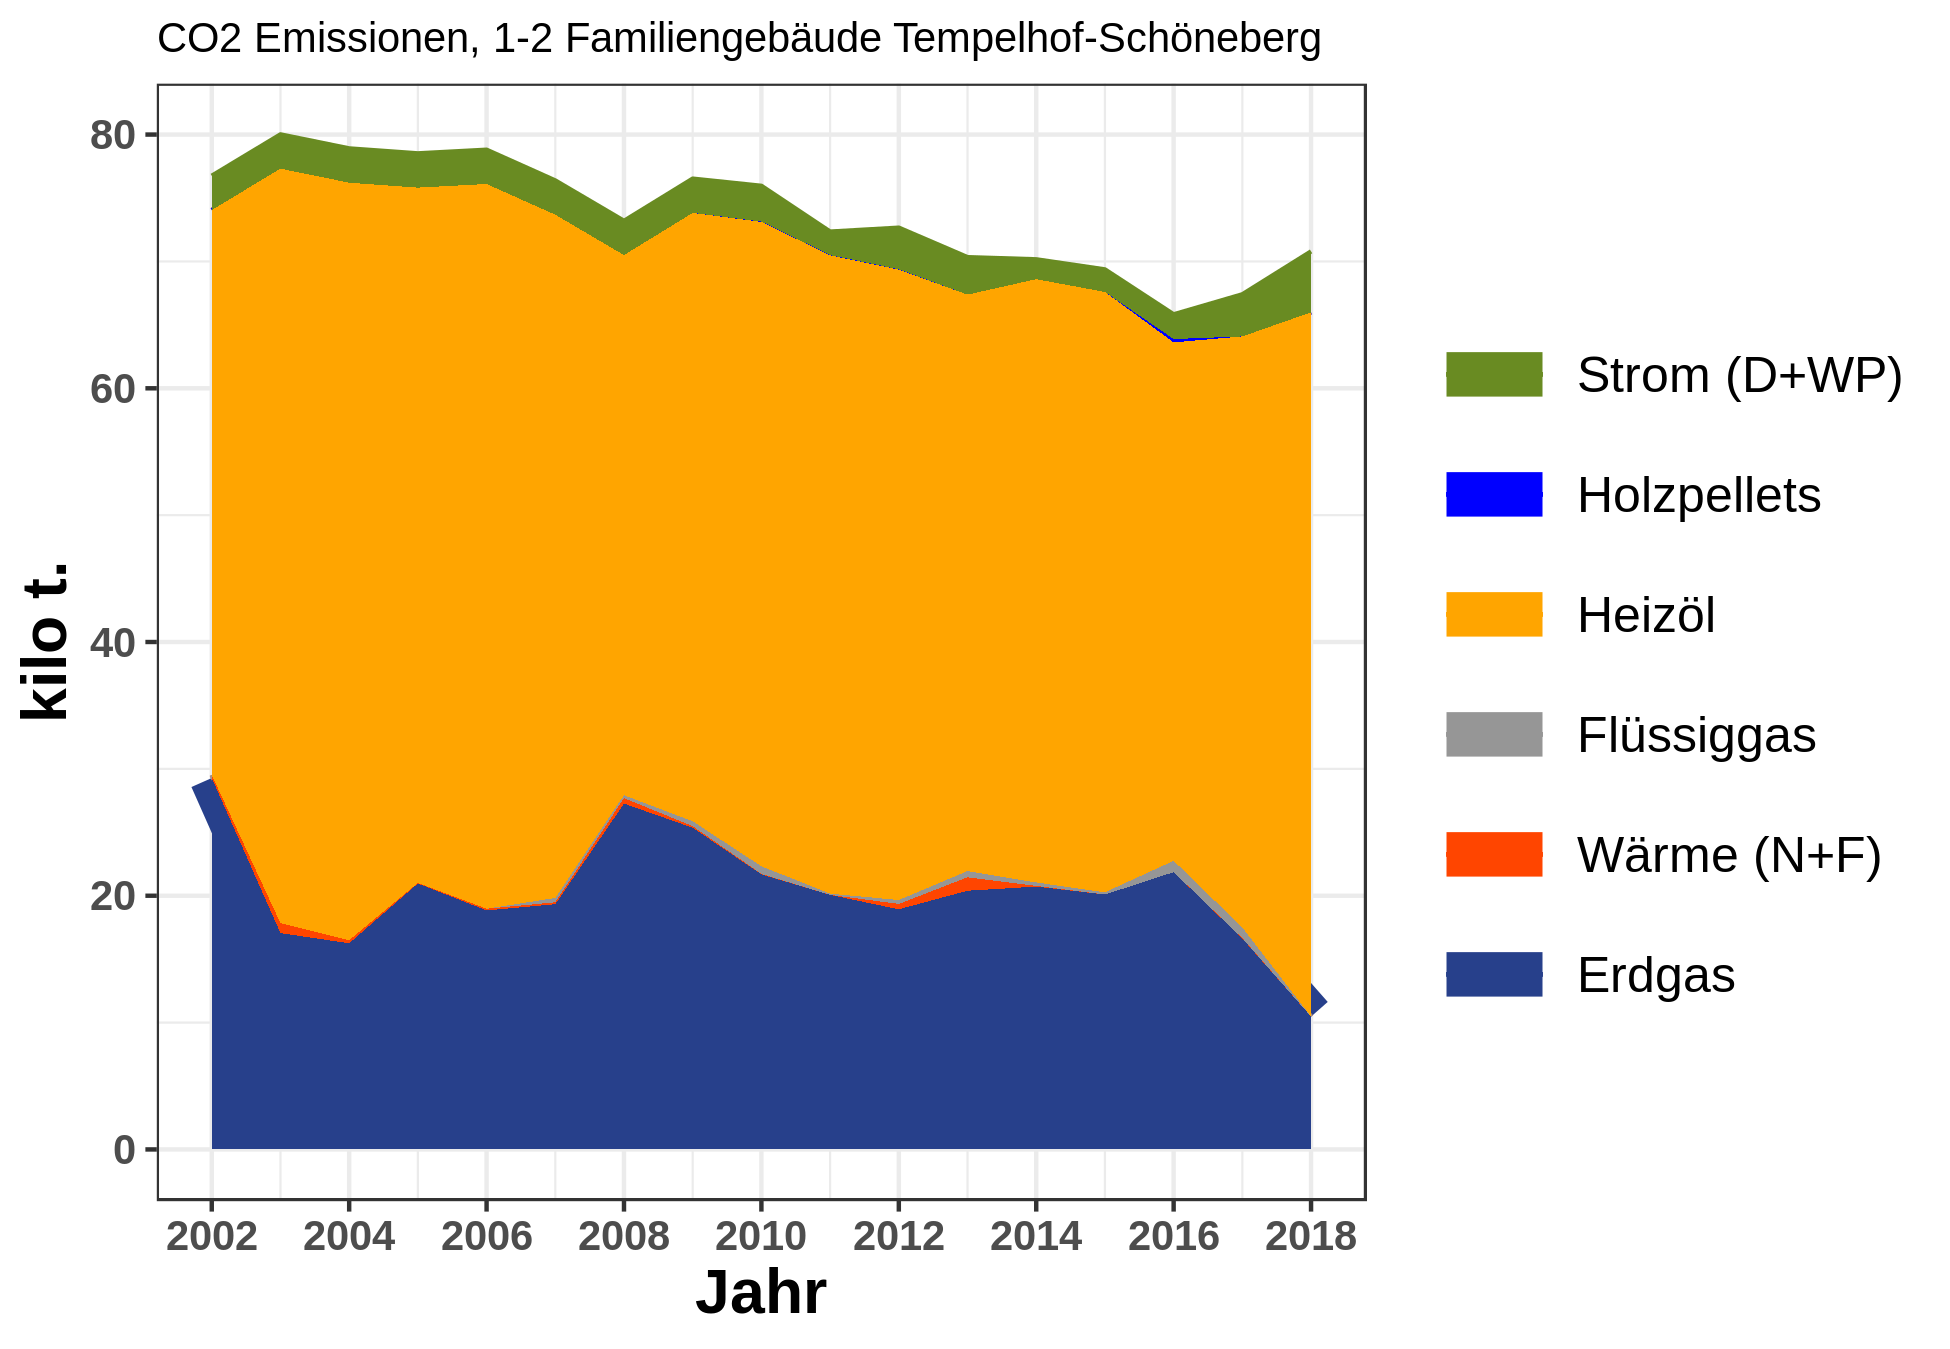 CO2 Emissionen, 1-2 Familiengebäude Tempelhof-Schöneberg
80
60
40
20
0
kilo t.
2002 2004 2006 2008 2010 2012 2014 2016 2018
Jahr
Strom (D+WP)
Holzpellets
Heizöl
Flüssiggas
Wärme (N+F)
Erdgas